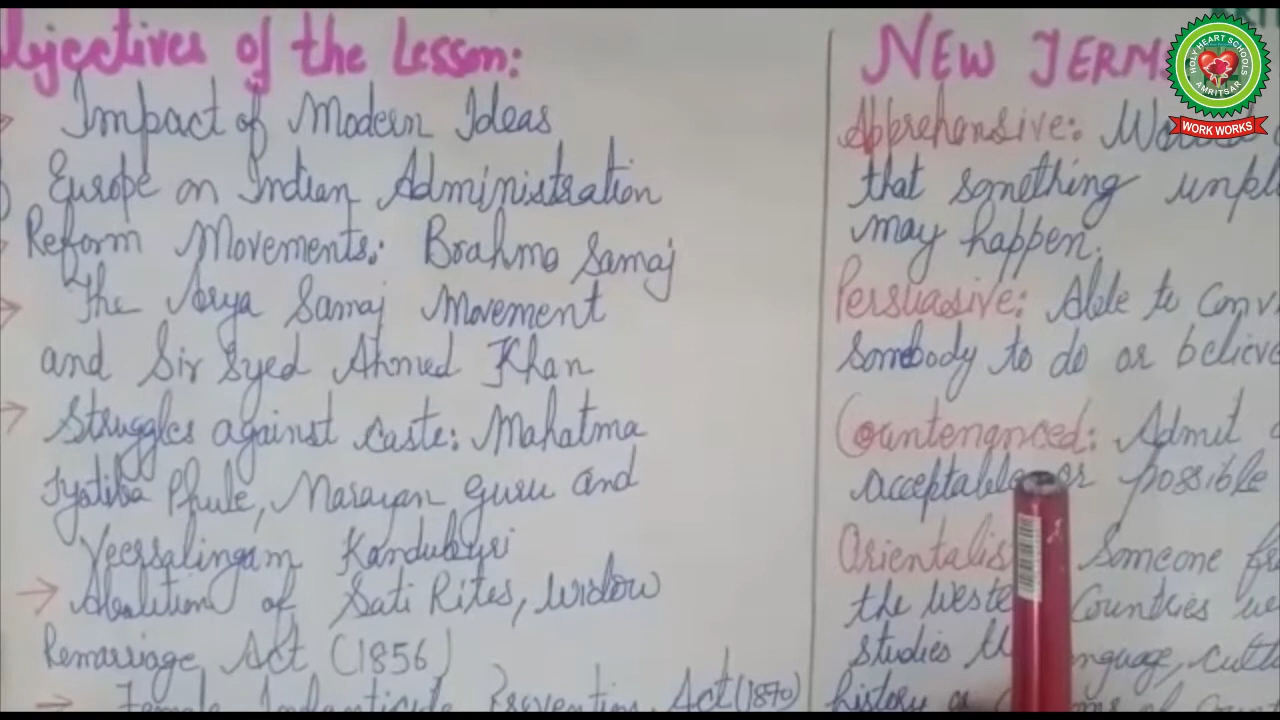 Objectives of the Lesson:
Impact of Modern Ideas
Europe on Indian Administration
Reform Movements: Brahmo Samaj
The Arya Samaj Movement
and Sir Syed Ahmed Khan
Struggles against caste: Mahatma
Jyotiba Phule, Narayan Guru and
Veersalingam Kandukuri
Abolition of Sati Rites, Widow
Remarriage Act (1856)
Female Infanticide Prevention Act (1870)
NEW TERMS
Apprehensive:
that something
may happen.
Persuasive: Able to
Somebody to do or believe
Countenanced: Admit
acceptable or possible
Someone
the Countries
studies
history
HOLY HEART SCHOOLS
AMRITSAR
WORK WORKS